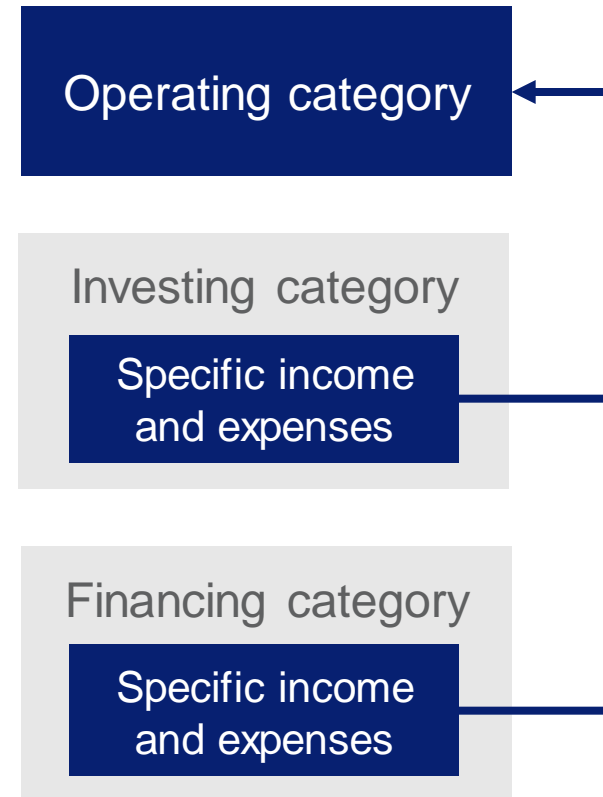 Operating category
Investing category
Specific income
and expenses
Financing category
Specific income
and expenses